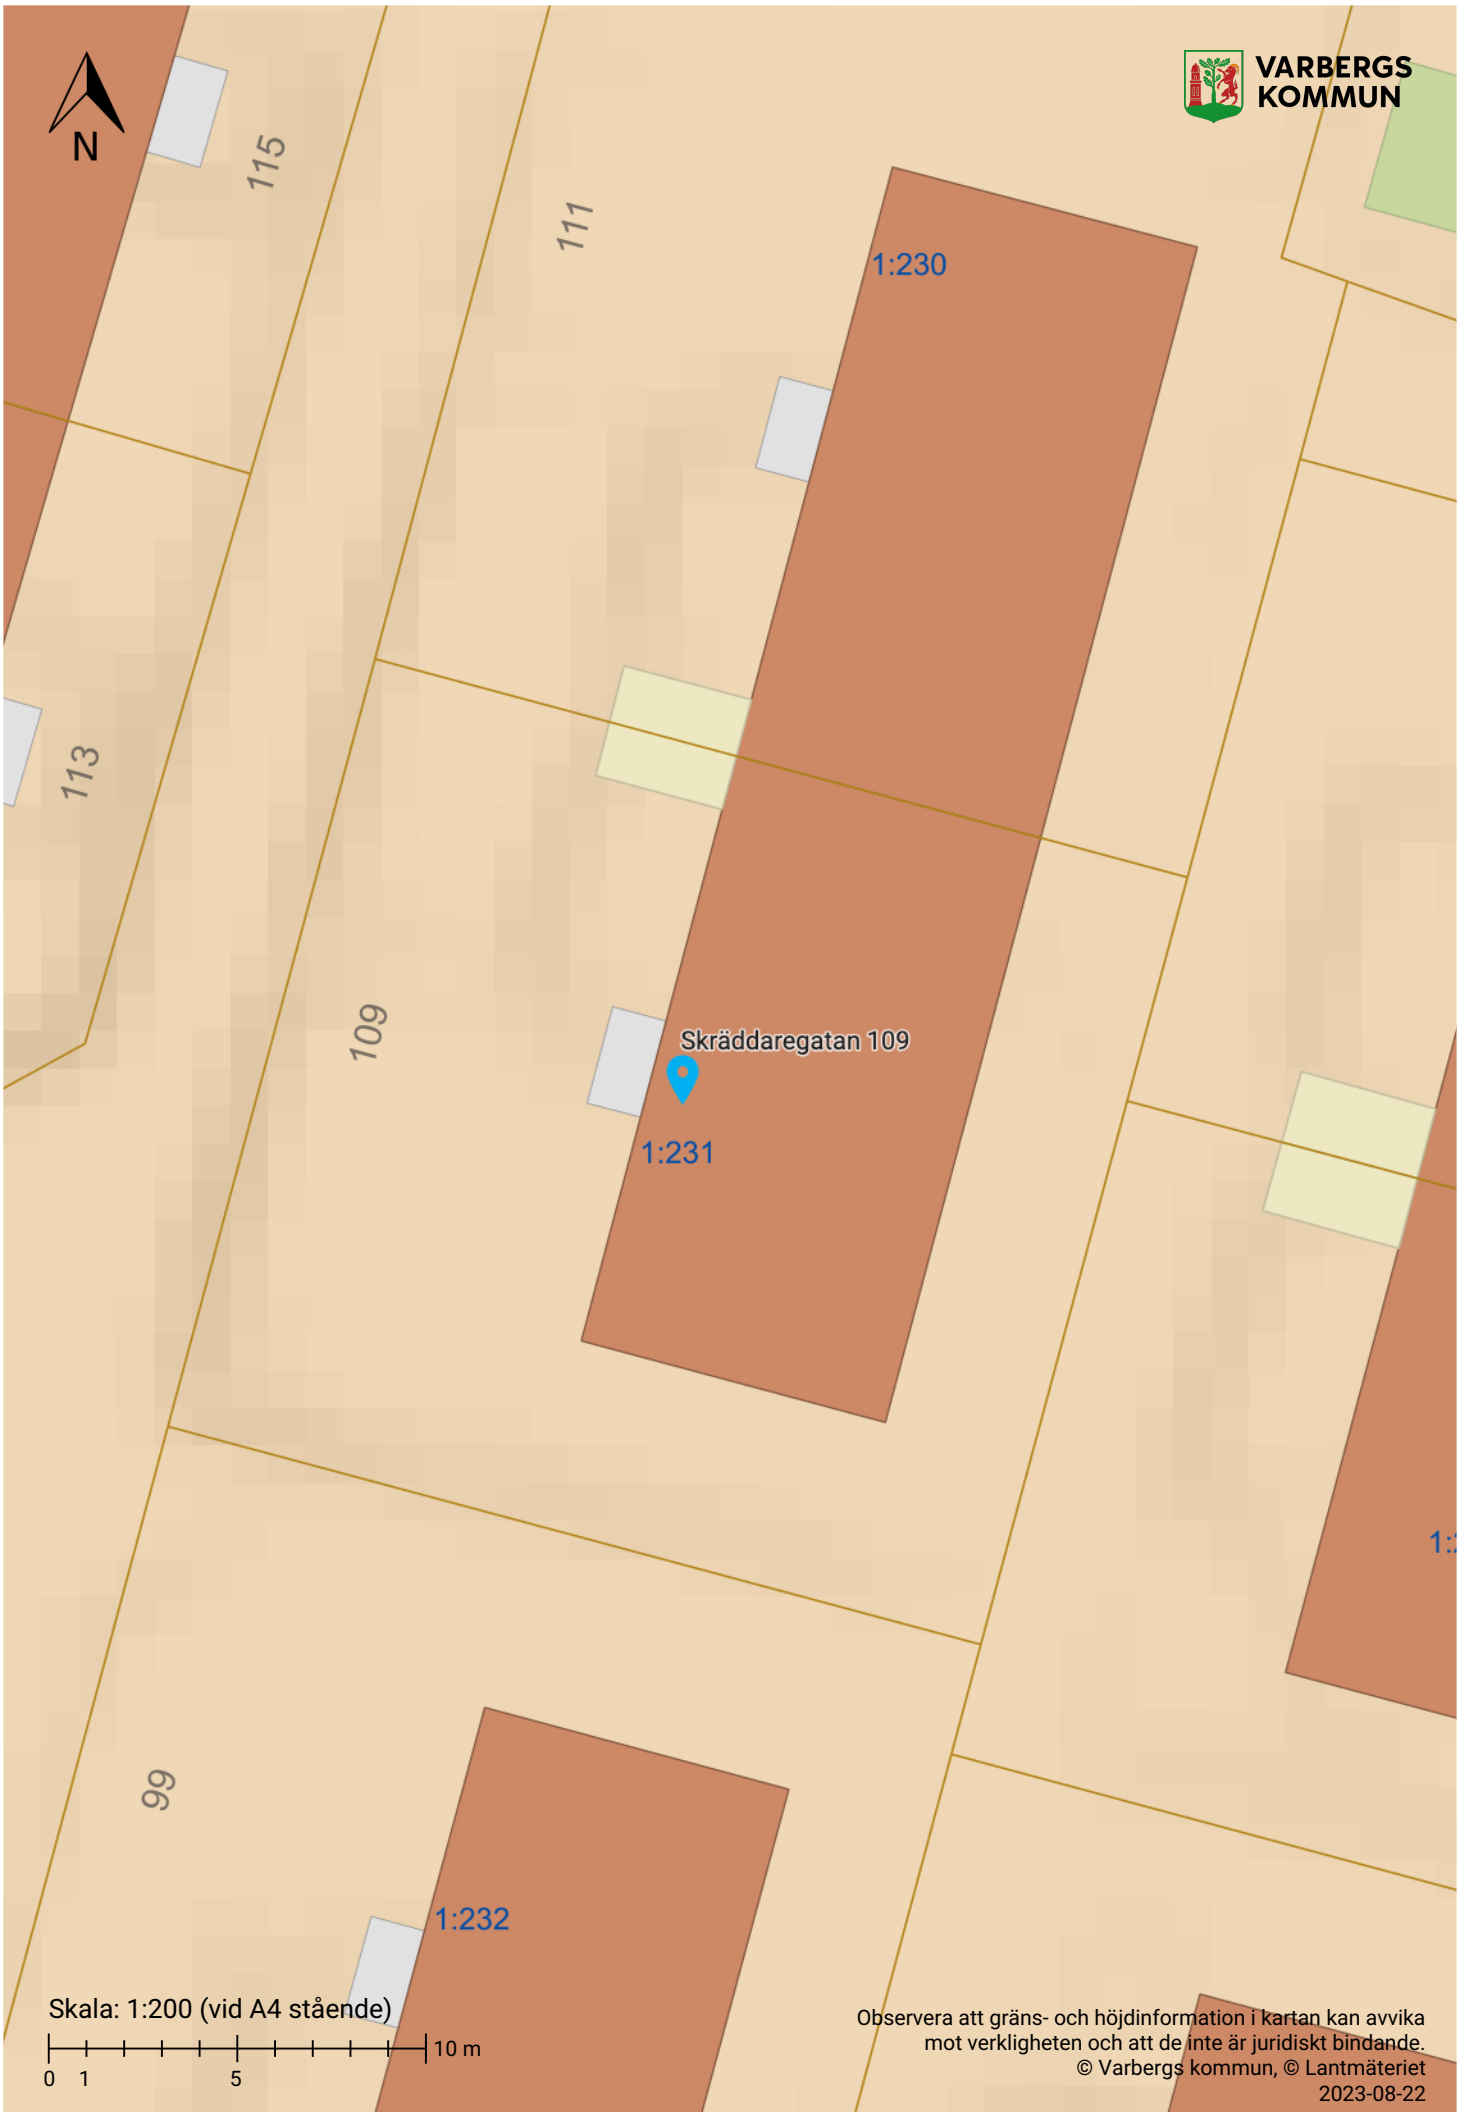 N
VARBERGS
KOMMUN
115
111
1:230
113
109
Skräddaregatan 109
1:231
99
1:232
Skala: 1:200 (vid A4 stående)
10 m
0 1 5
Observera att gräns- och höjdinformation i kartan kan avvika
mot verkligheten och att de inte är juridiskt bindande.
© Varbergs kommun, © Lantmäteriet
2023-08-22